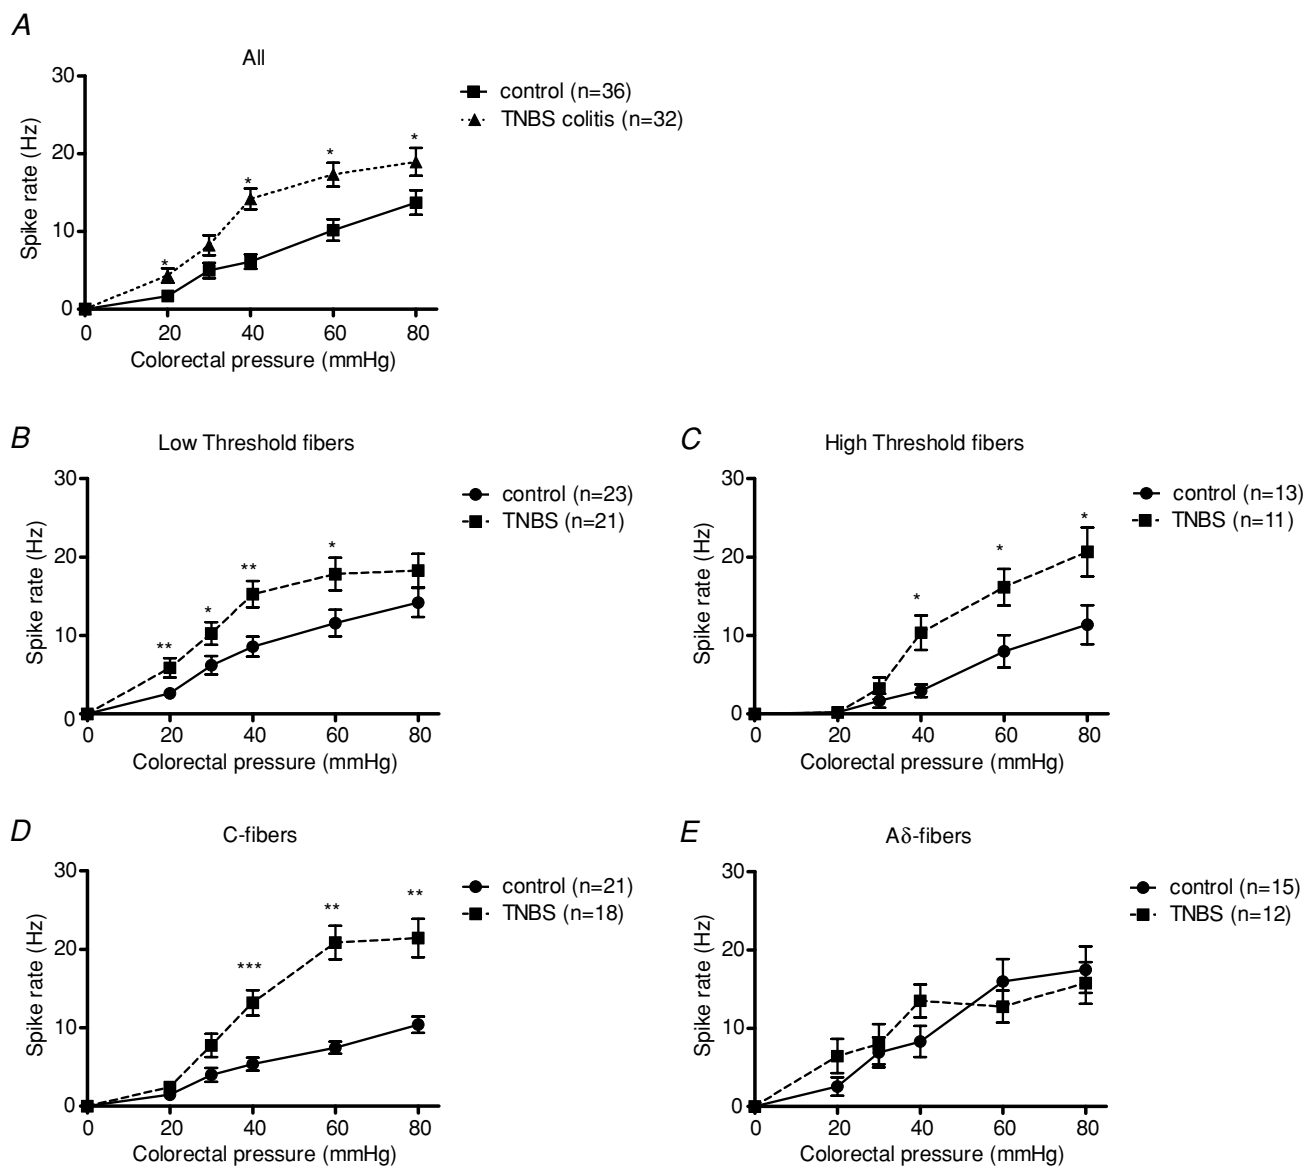 A
All
control (n=36)
TNBS colitis (n=32)
Spike rate (Hz)
30
*
*
20
*
10
*
0
0 20 40 60 80
Colorectal pressure (mmHg)
B
Low Threshold fibers
control (n=23)
TNBS (n=21)
Spike rate (Hz)
30
*
20
**
*
10
**
0
0 20 40 60 80
Colorectal pressure (mmHg)
C
High Threshold fibers
control (n=13)
TNBS (n=11)
Spike rate (Hz)
30
*
*
20
*
10
0
0 20 40 60 80
Colorectal pressure (mmHg)
D
C-fibers
control (n=21)
TNBS (n=18)
Spike rate (Hz)
30
**
**
20
***
10
0
0 20 40 60 80
Colorectal pressure (mmHg)
E
Aδ-fibers
control (n=15)
TNBS (n=12)
Spike rate (Hz)
30
20
10
0
0 20 40 60 80
Colorectal pressure (mmHg)